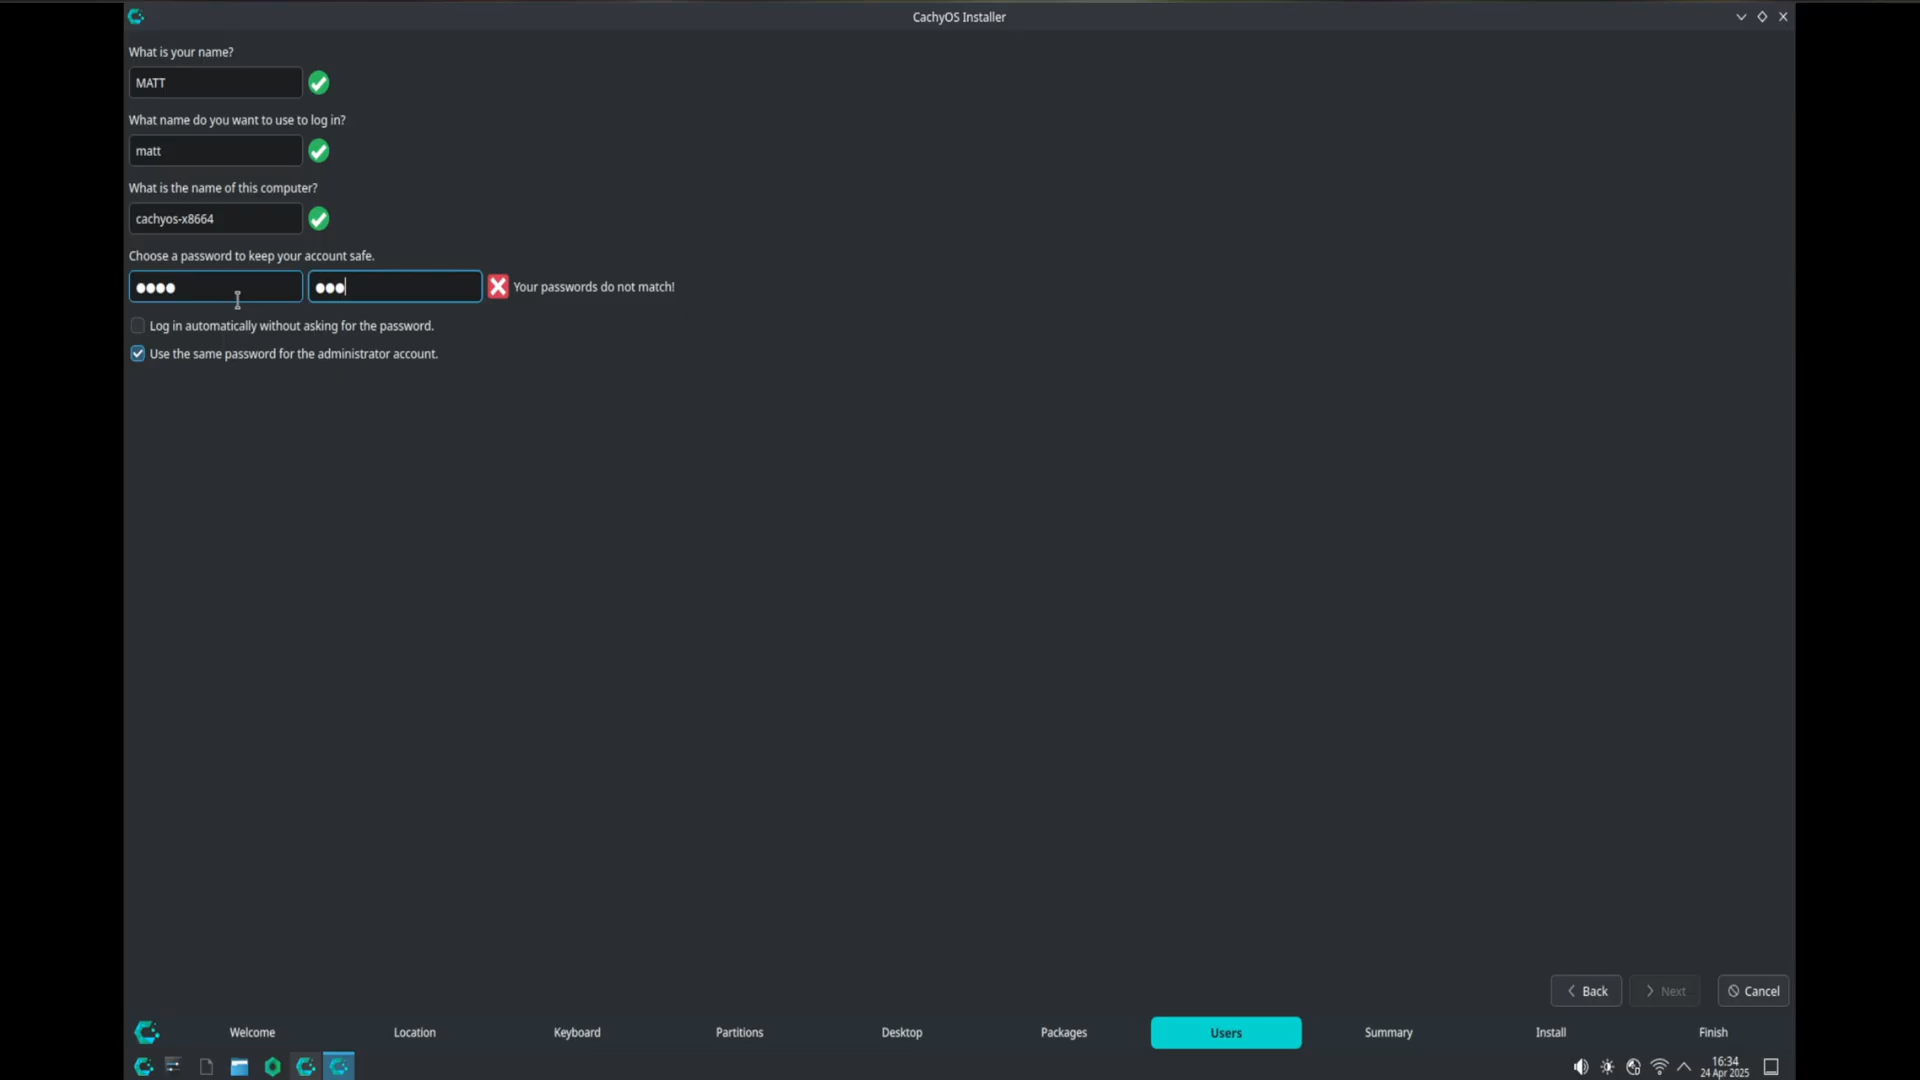 CachyOS Installer
What is your name?
MATT
What name do you want to use to log in?
matt
What is the name of this computer?
cachyos-x8664
Choose a password to keep your account safe.
●●●● ●●● Your passwords do not match!
Log in automatically without asking for the password.
Use the same password for the administrator account.
Back Next Cancel
Welcome Location Keyboard Partitions Desktop Packages Users Summary Install Finish
16:34
24 Apr 2025